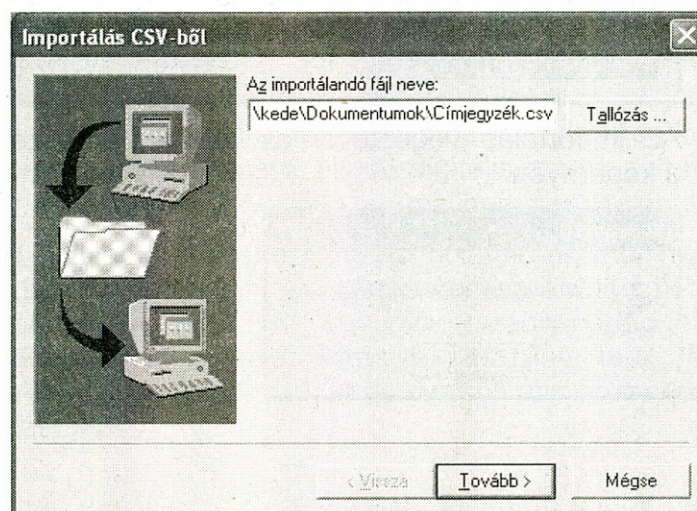 Importálás CSV-ből
Az importálandó fájl neve:
\kede\Dokumentumok\Címjegyzék.csv
Tallózás ...
< Vissza
Tovább >
Mégse